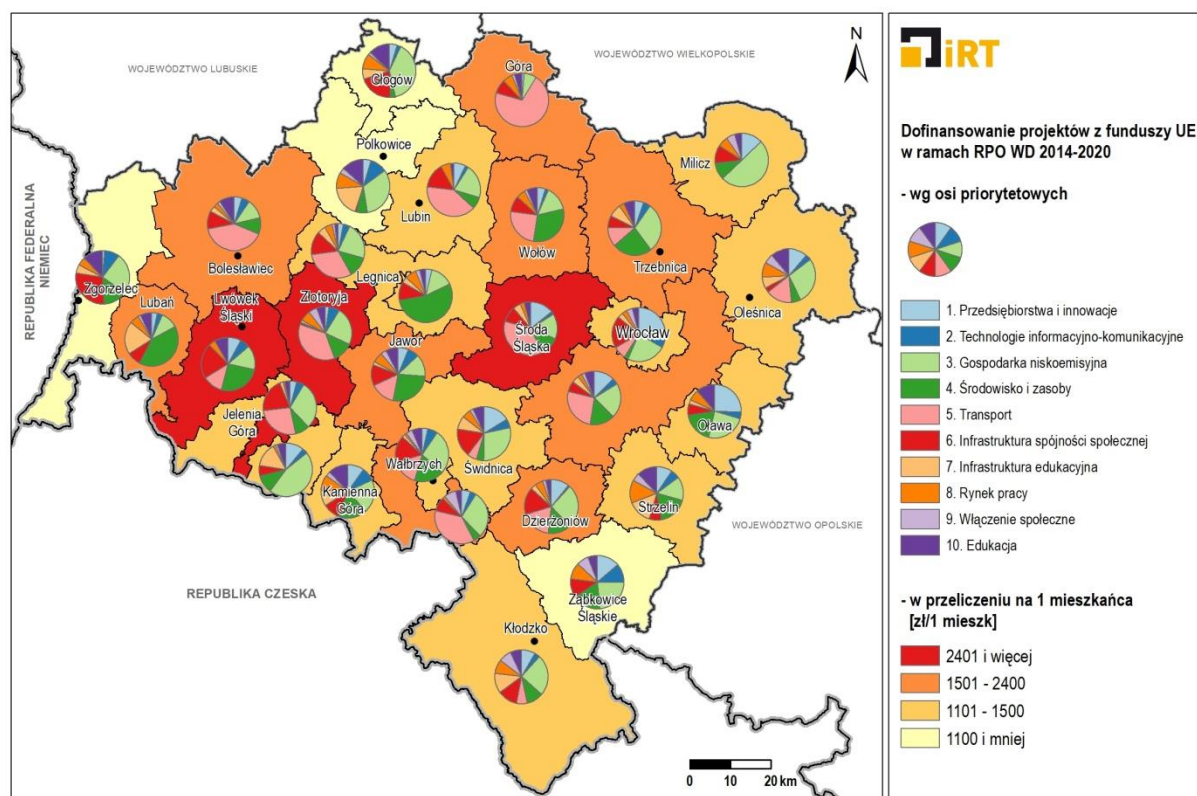 WOJEWÓDZTWO LUBUSKIE
WOJEWÓDZTWO WIELKOPOLSKIE
N
Głogów
Góra
Polkowice
Milicz
REPUBLIKA FEDERALNA
NIEMIEC
Lubin
Wołów
Trzebnica
Bolesławiec
Zgorzelec
Legnica
Oleśnica
Lubań
Lwówek
Śląski
Złotoryja
Środa
Śląska
Wrocław
Jawór
Jelenia
Góra
Oława
Wałbrzych
Świdnica
Kamienna
Góra
Strzelin
Dzierżoniów
WOJEWÓDZTWO OPOLSKIE
REPUBLIKA CZESKA
Ząbkowice
Śląskie
Kłodzko
0 10 20 km
iRT
Dofinansowanie projektów z funduszy UE
w ramach RPO WD 2014-2020
- wg osi priorytetowych
1. Przedsiębiorstwa i innowacje
2. Technologie informacyjno-komunikacyjne
3. Gospodarka niskoemisyjna
4. Środowisko i zasoby
5. Transport
6. Infrastruktura spójności społecznej
7. Infrastruktura edukacyjna
8. Rynek pracy
9. Włączenie społeczne
10. Edukacja
- w przeliczeniu na 1 mieszkańca
[zł/1 mieszk]
2401 i więcej
1501 - 2400
1101 - 1500
1100 i mniej